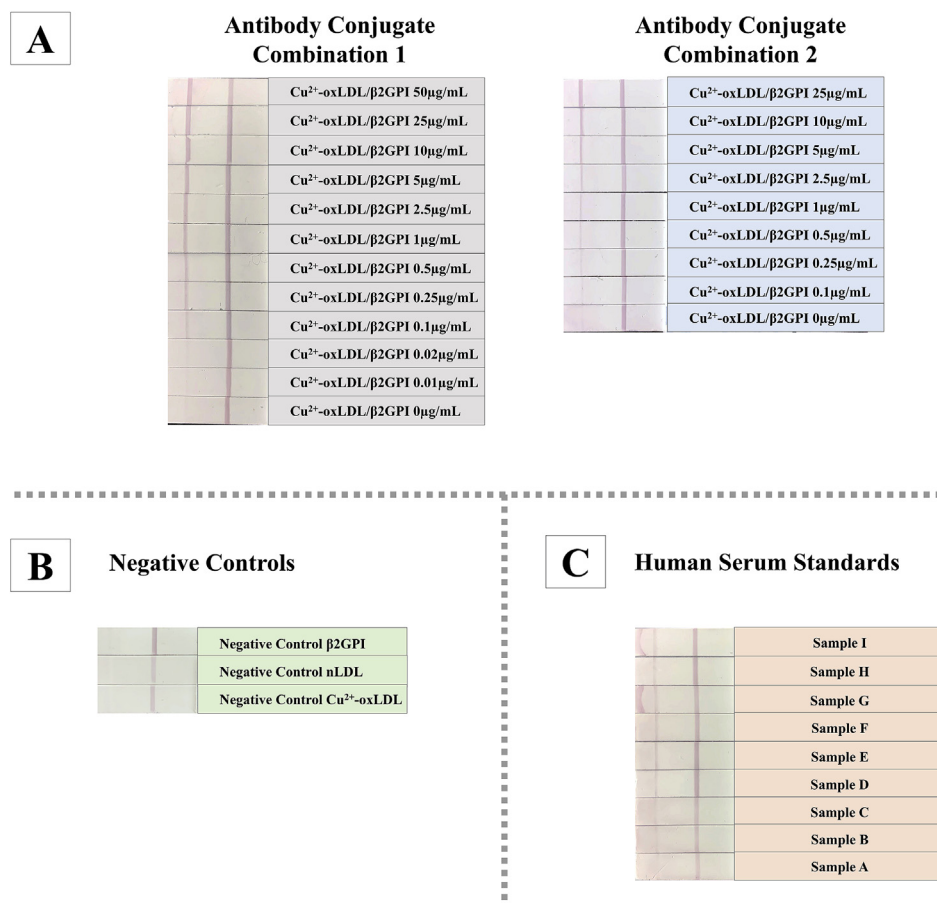 A
Antibody Conjugate
Combination 1
Cu²⁺-oxLDL/β2GPI 50μg/mL
Cu²⁺-oxLDL/β2GPI 25μg/mL
Cu²⁺-oxLDL/β2GPI 10μg/mL
Cu²⁺-oxLDL/β2GPI 5μg/mL
Cu²⁺-oxLDL/β2GPI 2.5μg/mL
Cu²⁺-oxLDL/β2GPI 1μg/mL
Cu²⁺-oxLDL/β2GPI 0.5μg/mL
Cu²⁺-oxLDL/β2GPI 0.25μg/mL
Cu²⁺-oxLDL/β2GPI 0.1μg/mL
Cu²⁺-oxLDL/β2GPI 0.02μg/mL
Cu²⁺-oxLDL/β2GPI 0.01μg/mL
Cu²⁺-oxLDL/β2GPI 0μg/mL
Antibody Conjugate
Combination 2
Cu²⁺-oxLDL/β2GPI 25μg/mL
Cu²⁺-oxLDL/β2GPI 10μg/mL
Cu²⁺-oxLDL/β2GPI 5μg/mL
Cu²⁺-oxLDL/β2GPI 2.5μg/mL
Cu²⁺-oxLDL/β2GPI 1μg/mL
Cu²⁺-oxLDL/β2GPI 0.5μg/mL
Cu²⁺-oxLDL/β2GPI 0.25μg/mL
Cu²⁺-oxLDL/β2GPI 0.1μg/mL
Cu²⁺-oxLDL/β2GPI 0μg/mL
B
Negative Controls
Negative Control β2GPI
Negative Control nLDL
Negative Control Cu²⁺-oxLDL
C
Human Serum Standards
Sample I
Sample H
Sample G
Sample F
Sample E
Sample D
Sample C
Sample B
Sample A